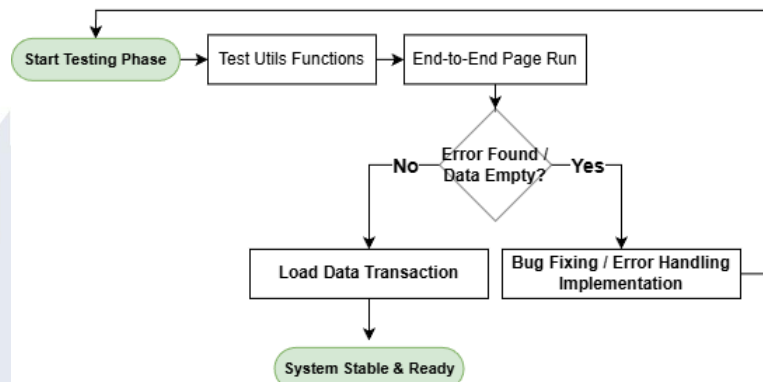 Start Testing Phase
Test Utils Functions
End-to-End Page Run
Error Found /
Data Empty?
No
Yes
Load Data Transaction
Bug Fixing / Error Handling
Implementation
System Stable & Ready